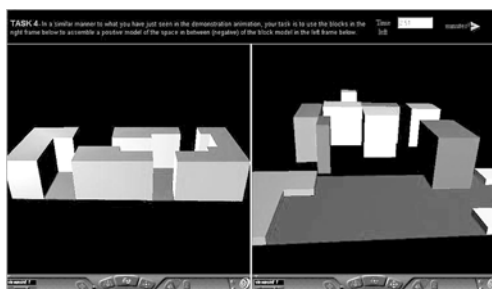 TASK 4. In a similar manner to what you have just seen in the demonstration animation, your task is to use the blocks in the
right frame below to assemble a positive model of the space in between (negative) of the block model in the left frame below.
Time
left